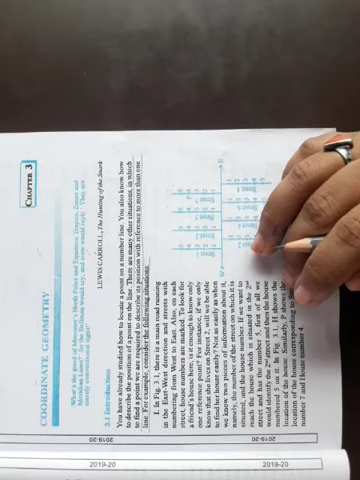 CHAPTER 3
COORDINATE GEOMETRY
What's the good of Mercator's North Poles and Equators, Tropics, Zones and
Meridian Lines?' So the Bellman would cry; and crew would reply ' They are
merely conventional signs!'
LEWIS CARROLL, The Hunting of the Snark
3.1 Introduction
You have already studied how to locate a point on a number line. You also know how
to describe the position of a point on the line. There are many other situations, in which
to find a point we are required to describe its position with reference to more than one
line. For example, consider the following situations:
I. In Fig. 3.1, there is a main road running
in the East-West direction and streets with
numbering from West to East. Also, on each
street, house numbers are marked. To look for
a friend's house here, is it enough to know only
one reference point? For instance, if we only
know that she lives on Street 2, will we be able
to find her house easily? Not as easily as when
we know two pieces of information about it,
namely, the number of the street on which it is
situated, and the house number. If we want to
reach the house which is situated in the 2nd
street and has the number 5, first of all we
would identify the 2nd street and then the house
numbered 5 on it. In Fig. 3.1, H shows the
location of the house. Similarly, P shows the
location of the house corresponding to
number 7 and House number 4.
W
E
Street 1
Street 2
Street 3
Street 4
Street 5
2019-20
2019-20
2019-20
2019-20